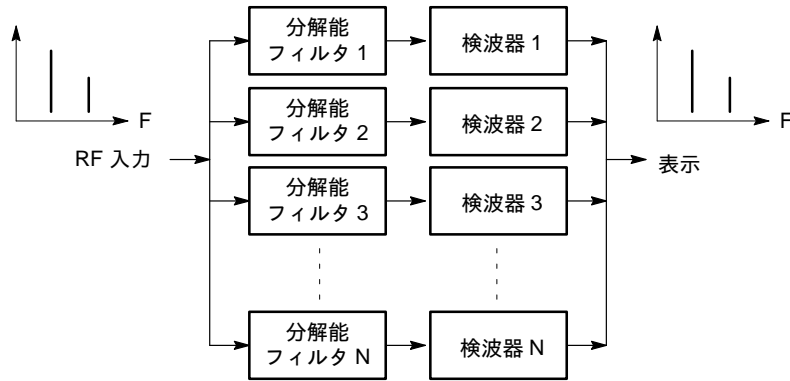 分解能
フィルタ 1
検波器 1
F
F
分解能
フィルタ 2
検波器 2
RF 入力
表示
分解能
フィルタ 3
検波器 3
分解能
フィルタ N
検波器 N